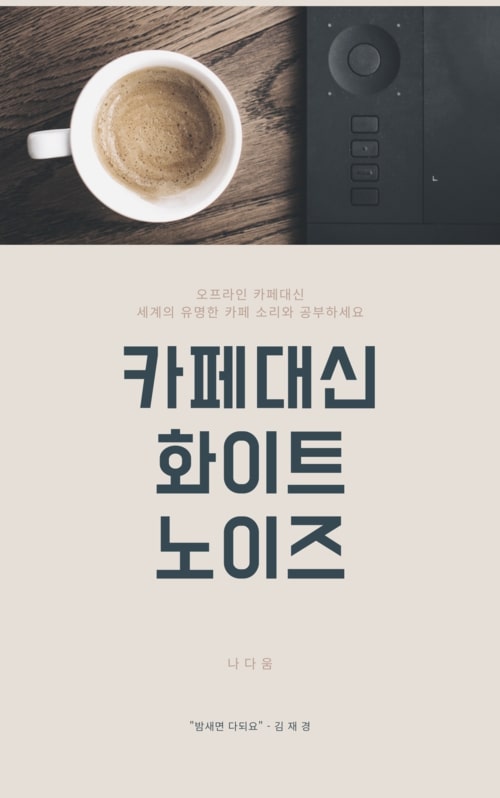 오프라인 카페대신
세계의 유명한 카페 소리와 공부하세요
카페대신
화이트
노이즈
나 다 움
"밤새면 다되요" - 김 재 경